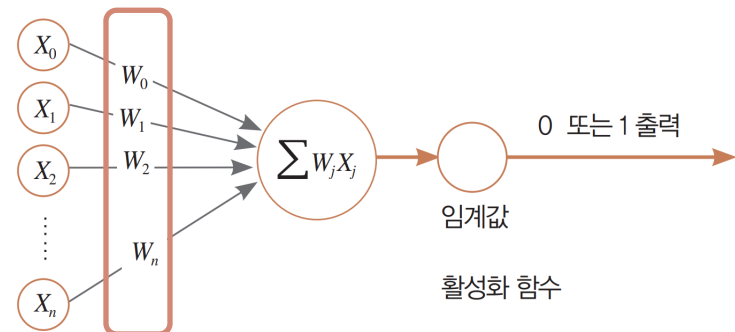 X₀
W₀
X₁
W₁
X₂
W₂
∑ WⱼXⱼ
0 또는 1 출력
임계값
......
Wₙ
활성화 함수
Xₙ